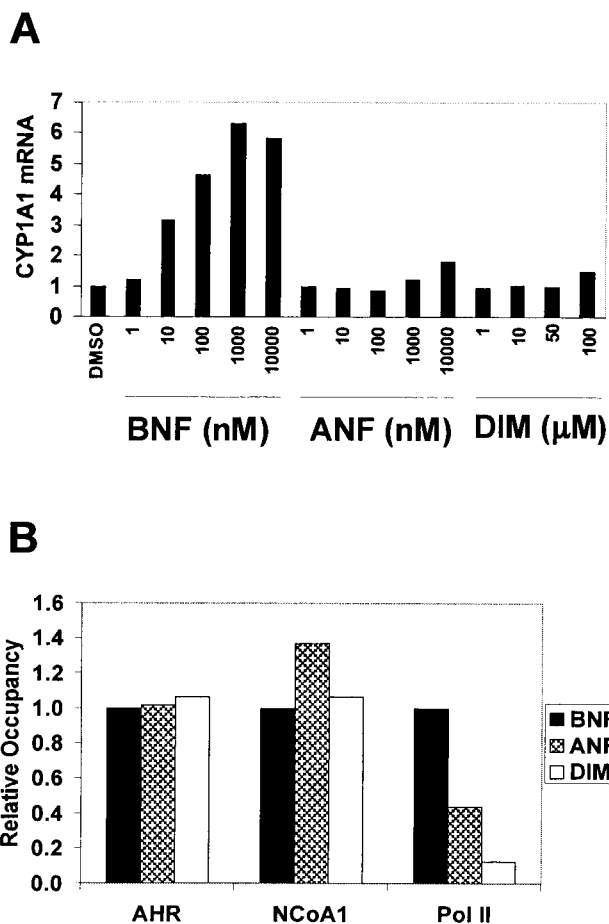 A
CYP1A1 mRNA
7
6
5
4
3
2
1
0
DMSO
1
10
100
1000
10000
1
10
100
1000
10000
1
10
50
100
BNF (nM)
ANF (nM)
DIM (µM)
B
Relative Occupancy
1.6
1.4
1.2
1.0
0.8
0.6
0.4
0.2
0.0
BNF
ANF
DIM
AHR
NCoA1
Pol II